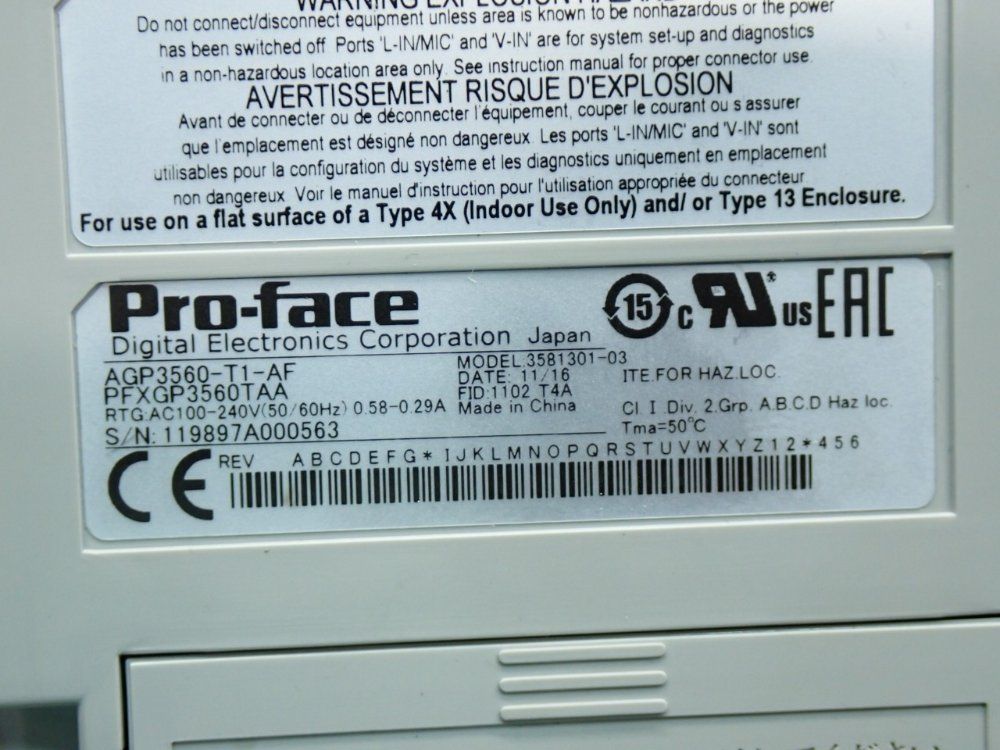 WARNING EXPLOSION HAZARD
Do not connect/disconnect equipment unless area is known to be nonhazardous or the power
has been switched off Ports 'L-IN/MIC' and 'V-IN' are for system set-up and diagnostics
in a non-hazardous location area only. See instruction manual for proper connector use.
AVERTISSEMENT RISQUE D'EXPLOSION
Avant de connecter ou de déconnecter l'équipement, couper le courant ou s assurer
que l'emplacement est désigné non dangereux. Les ports 'L-IN/MIC' and 'V-IN' sont
utilisables pour la configuration du système et les diagnostics uniquement en emplacement
non dangereux. Voir le manuel d'instruction pour l'utilisation appropriée du connecteur
For use on a flat surface of a Type 4X (Indoor Use Only) and/ or Type 13 Enclosure.
Pro-face
Digital Electronics Corporation Japan
15 c RU US EAC
AGP3560-T1-AF
PFXGP3560TAA
RTG:AC100-240V(50/60Hz) 0.58-0.29A
S/N: 119897A000563
MODEL.3581301-03
DATE: 11/16
FID:1102 T4A
Made in China
ITE.FOR HAZ.LOC.
Cl. I Div. 2.Grp. A.B.C.D Haz loc.
Tma=50°C
CE REV ABCDEFG*IJKLMNOPQRSTUVWXYZ12*456